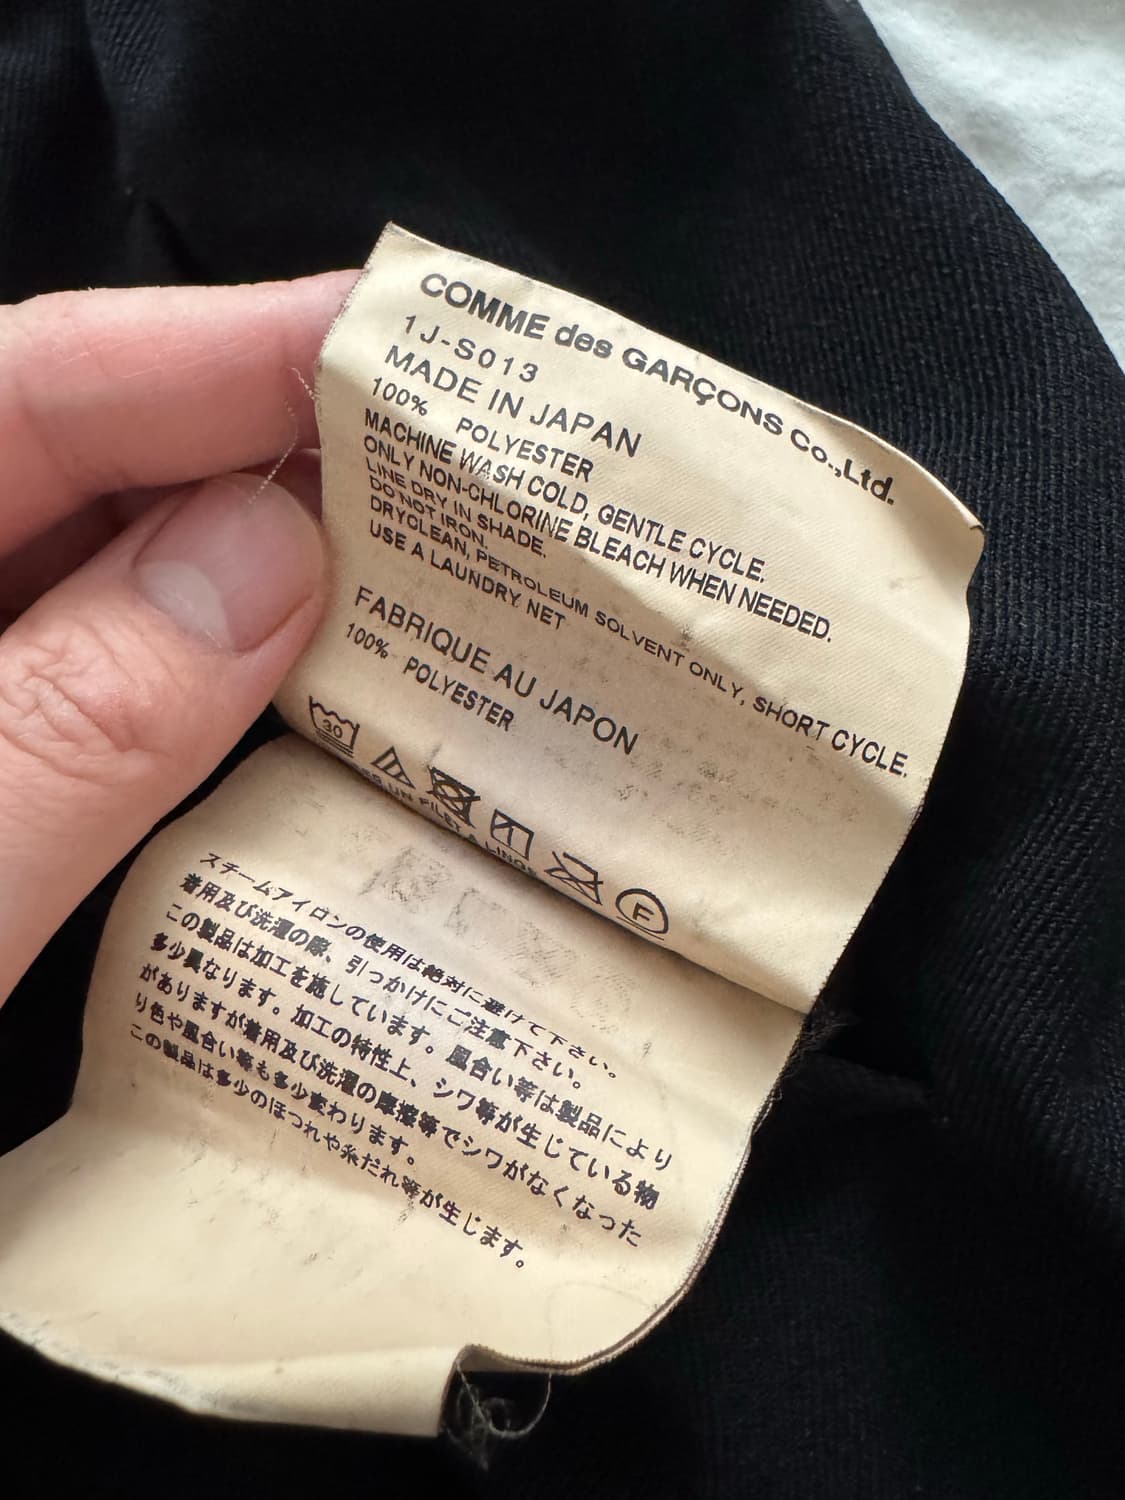 COMME des GARÇONS Co.,Ltd.
1J-S013
MADE IN JAPAN
100% POLYESTER
MACHINE WASH COLD, GENTLE CYCLE.
ONLY NON-CHLORINE BLEACH WHEN NEEDED.
LINE DRY IN SHADE.
DO NOT IRON.
DRYCLEAN, PETROLEUM SOLVENT ONLY, SHORT CYCLE.
USE A LAUNDRY NET
FABRIQUE AU JAPON
100% POLYESTER
30
F
UN FILET A LINGE
スチームアイロンの使用は絶対に避けて下さい。
着用及び洗濯の際、引っかけにご注意下さい。
この製品は加工を施しています。風合い等は製品により
多少異なります。加工の特性上、シワ等が生じている物
がありますが着用及び洗濯の摩擦等でシワがなくなった
り色や風合い等も多少変わります。
この製品は多少のほつれや糸だれ等が生じます。